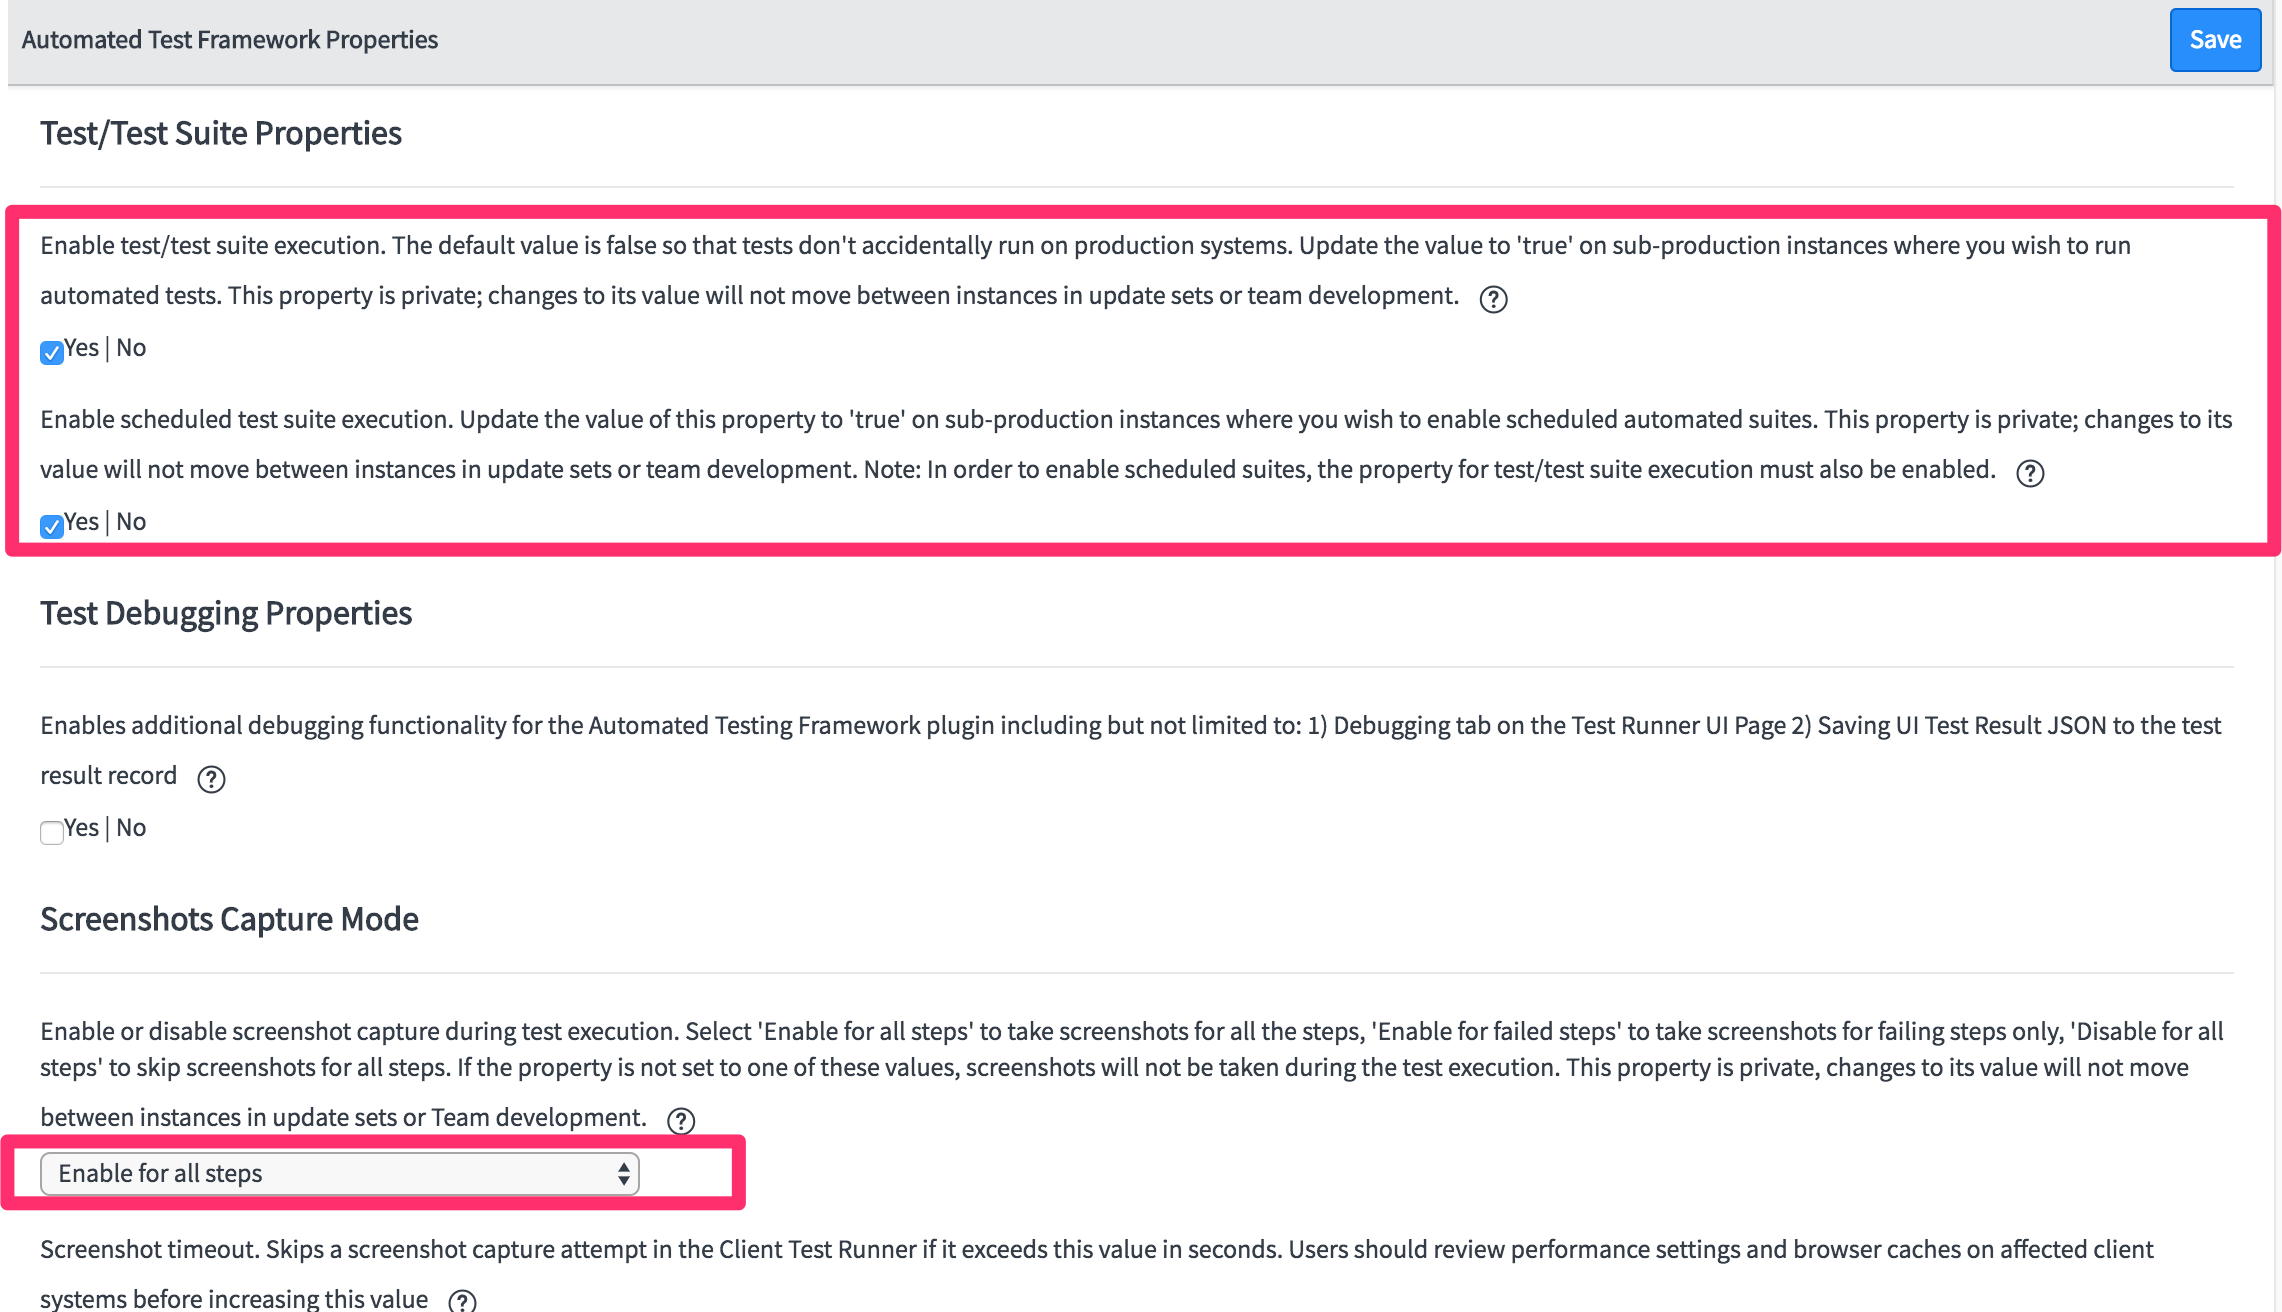 Automated Test Framework Properties
Save
Test/Test Suite Properties
Enable test/test suite execution. The default value is false so that tests don't accidentally run on production systems. Update the value to 'true' on sub-production instances where you wish to run
automated tests. This property is private; changes to its value will not move between instances in update sets or team development. ?
Yes | No
Enable scheduled test suite execution. Update the value of this property to 'true' on sub-production instances where you wish to enable scheduled automated suites. This property is private; changes to its
value will not move between instances in update sets or team development. Note: In order to enable scheduled suites, the property for test/test suite execution must also be enabled. ?
Yes | No
Test Debugging Properties
Enables additional debugging functionality for the Automated Testing Framework plugin including but not limited to: 1) Debugging tab on the Test Runner UI Page 2) Saving UI Test Result JSON to the test
result record ?
Yes | No
Screenshots Capture Mode
Enable or disable screenshot capture during test execution. Select 'Enable for all steps' to take screenshots for all the steps, 'Enable for failed steps' to take screenshots for failing steps only, 'Disable for all
steps' to skip screenshots for all steps. If the property is not set to one of these values, screenshots will not be taken during the test execution. This property is private, changes to its value will not move
between instances in update sets or Team development. ?
Enable for all steps
Screenshot timeout. Skips a screenshot capture attempt in the Client Test Runner if it exceeds this value in seconds. Users should review performance settings and browser caches on affected client
systems before increasing this value ?